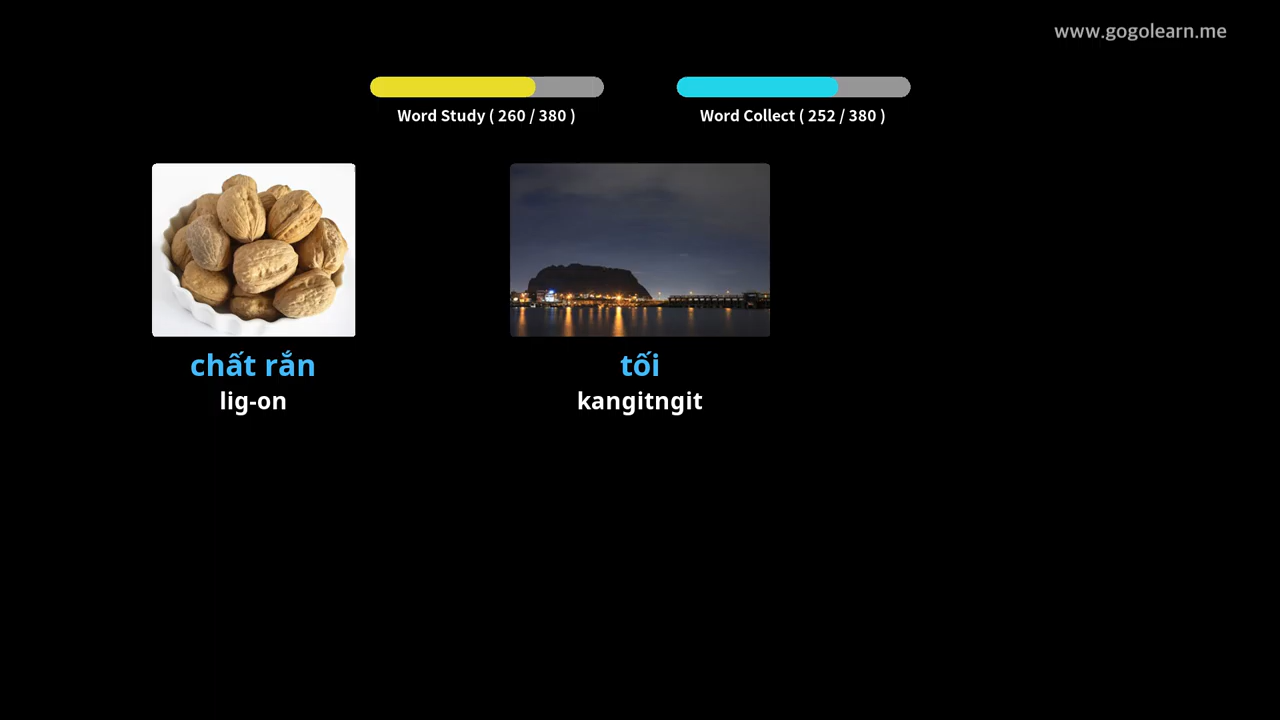 www.gogolearn.me
Word Study ( 260 / 380 )
Word Collect ( 252 / 380 )
chất rắn
lig-on
tối
kangitngit